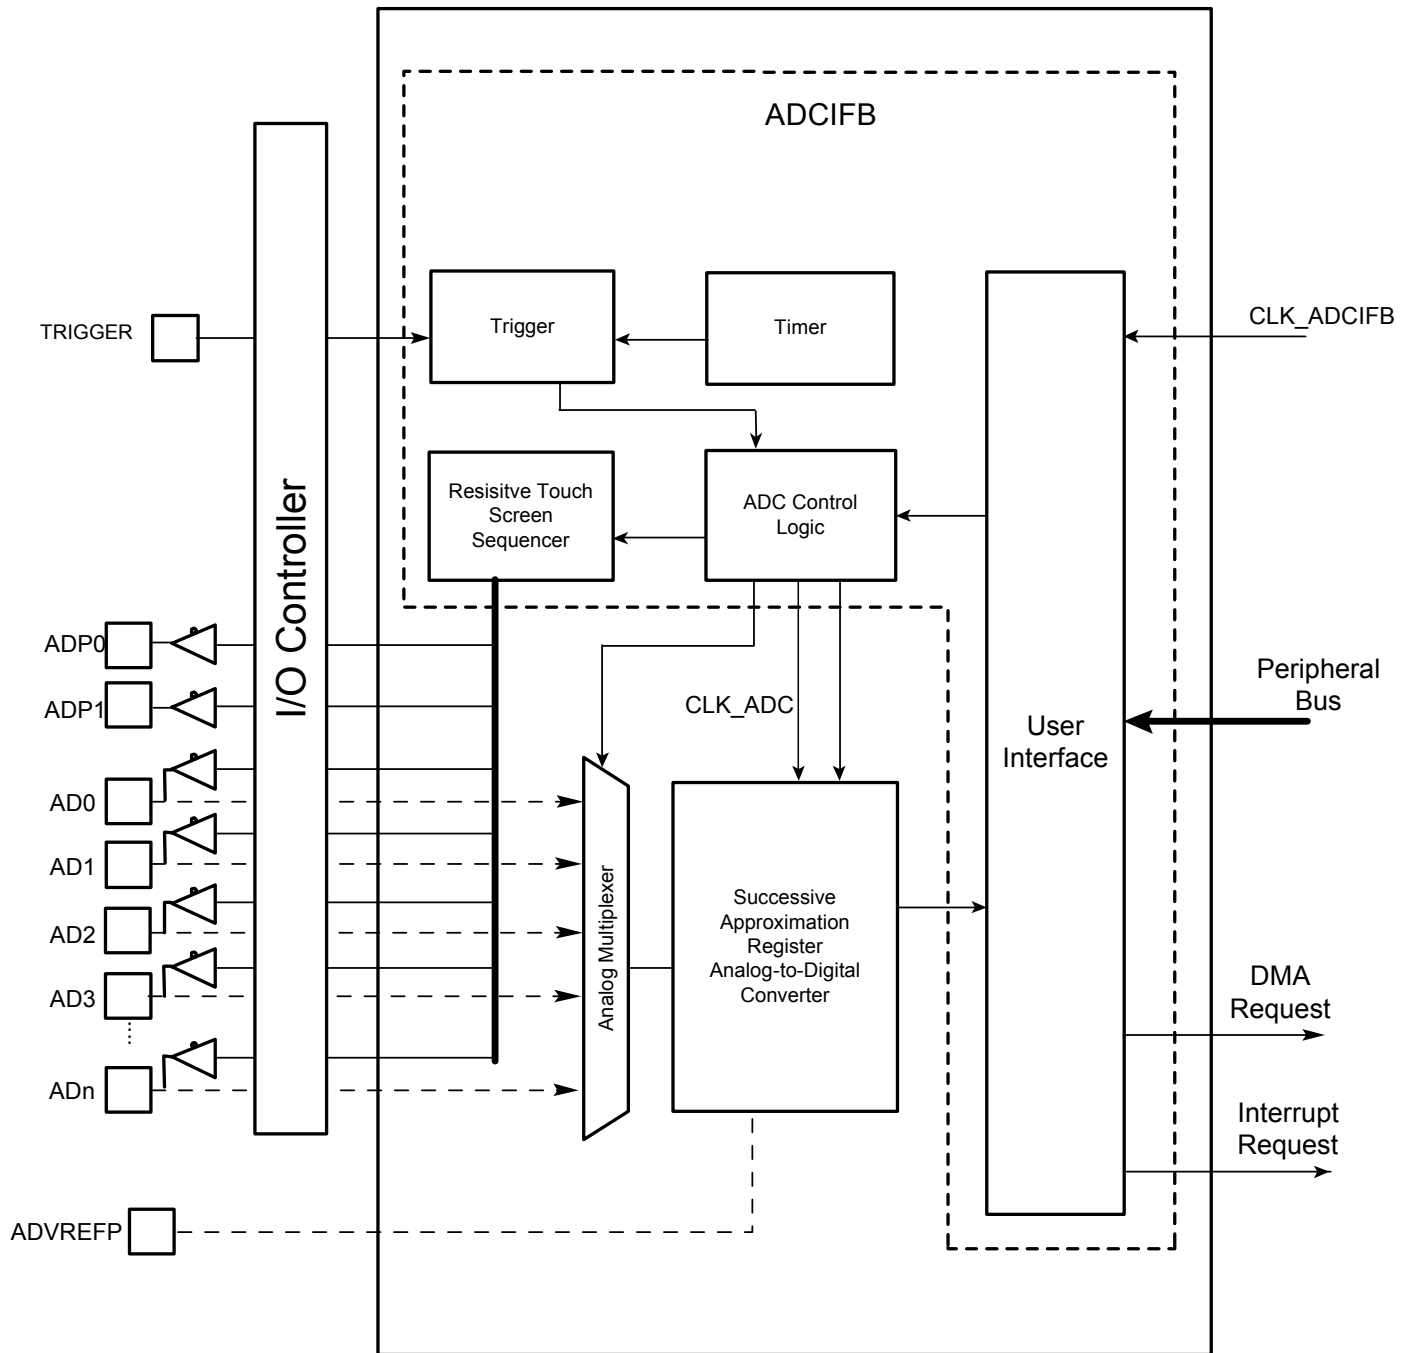 ADCIFB
I/O Controller
TRIGGER
Trigger
Timer
CLK_ADCIFB
Resisitve Touch
Screen
Sequencer
ADC Control
Logic
ADP0
ADP1
CLK_ADC
User
Interface
Peripheral
Bus
AD0
AD1
AD2
AD3
ADn
Analog Multiplexer
Successive
Approximation
Register
Analog-to-Digital
Converter
DMA
Request
Interrupt
Request
ADVREFP